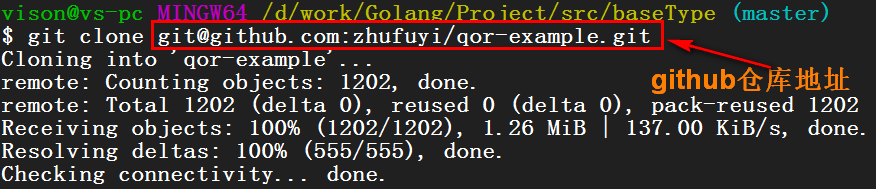 vison@vs-pc MINGW64 /d/work/Golang/Project/src/baseType (master)
$ git clone git@github.com:zhufuyi/qor-example.git
Cloning into 'qor-example'...
github仓库地址
remote: Counting objects: 1202, done.
remote: Total 1202 (delta 0), reused 0 (delta 0), pack-reused 1202
Receiving objects: 100% (1202/1202), 1.26 MiB | 137.00 KiB/s, done.
Resolving deltas: 100% (555/555), done.
Checking connectivity... done.